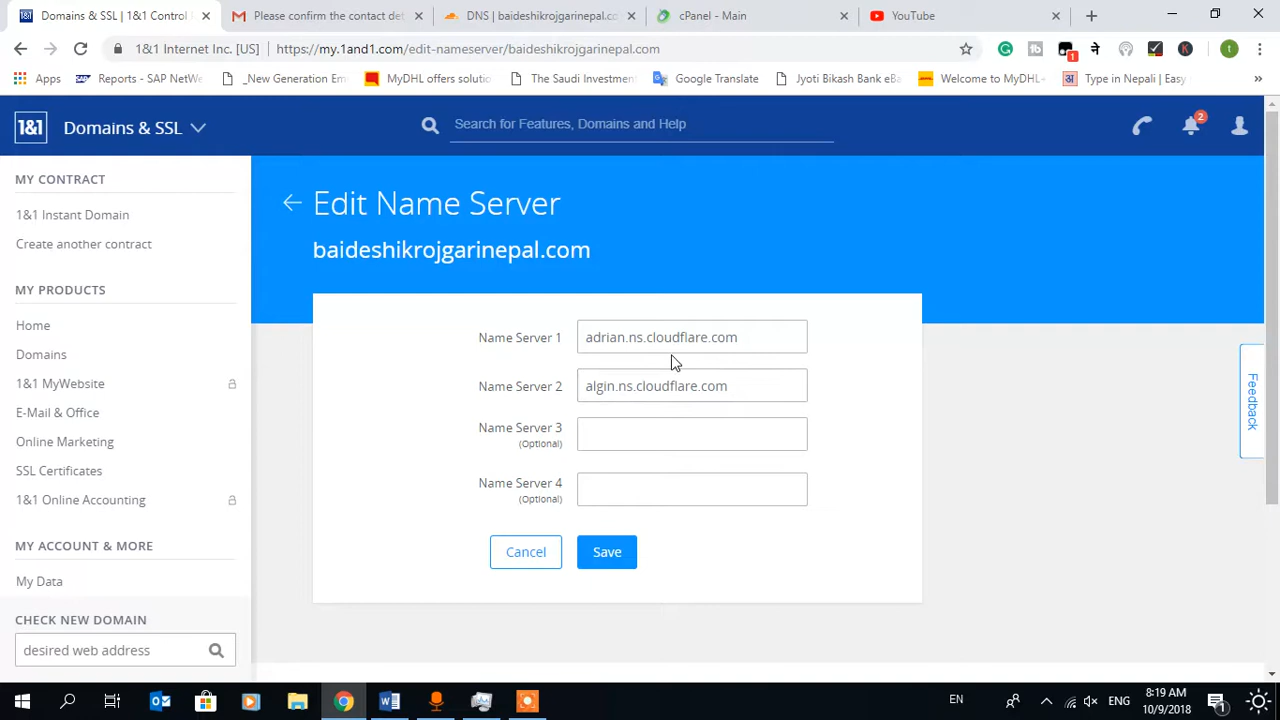 Domains & SSL | 1&1 Control
Please confirm the contact det
DNS | baideshikrojgarinepal.co
cPanel - Main
YouTube
1&1 Internet Inc. [US] | https://my.1and1.com/edit-nameserver/baideshikrojgarinepal.com
Apps
Reports - SAP NetWe
_New Generation Em
MyDHL offers solutio
The Saudi Investment
Google Translate
Jyoti Bikash Bank eBa
Welcome to MyDHL+
Type in Nepali | Easy
1&1
Domains & SSL
Search for Features, Domains and Help
2
MY CONTRACT
1&1 Instant Domain
Create another contract
MY PRODUCTS
Home
Domains
1&1 MyWebsite
E-Mail & Office
Online Marketing
SSL Certificates
1&1 Online Accounting
MY ACCOUNT & MORE
My Data
CHECK NEW DOMAIN
desired web address
Edit Name Server
baideshikrojgarinepal.com
Name Server 1
adrian.ns.cloudflare.com
Name Server 2
algin.ns.cloudflare.com
Name Server 3
(Optional)
Name Server 4
(Optional)
Cancel
Save
Feedback
EN
ENG
8:19 AM
10/9/2018
1